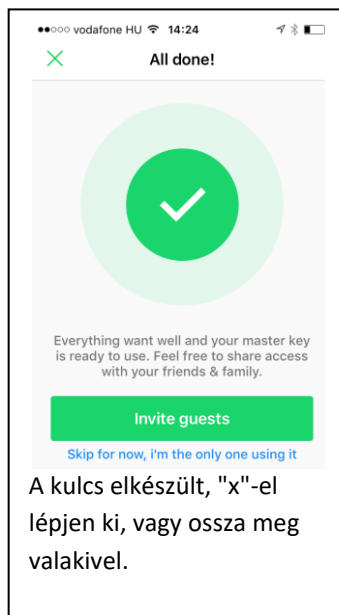 vodafone HU 14:24
All done!
Everything want well and your master key
is ready to use. Feel free to share access
with your friends & family.
Invite guests
Skip for now, i'm the only one using it
A kulcs elkészült, "x"-el
lépjen ki, vagy ossza meg
valakivel.